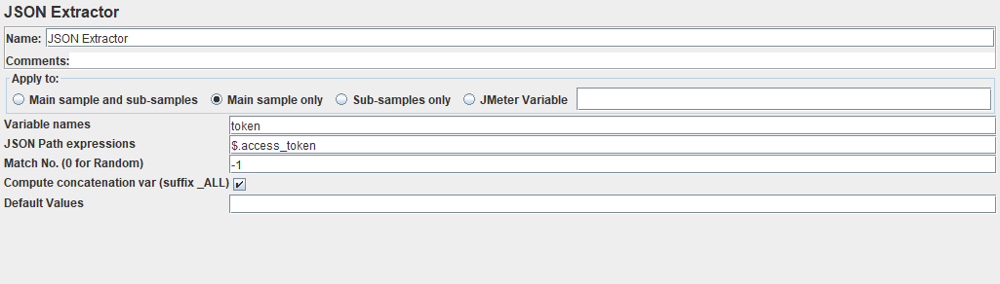 JSON Extractor
Name: JSON Extractor
Comments:
Apply to:
Main sample and sub-samples Main sample only Sub-samples only JMeter Variable
Variable names token
JSON Path expressions $.access_token
Match No. (0 for Random) -1
Compute concatenation var (suffix _ALL)
Default Values